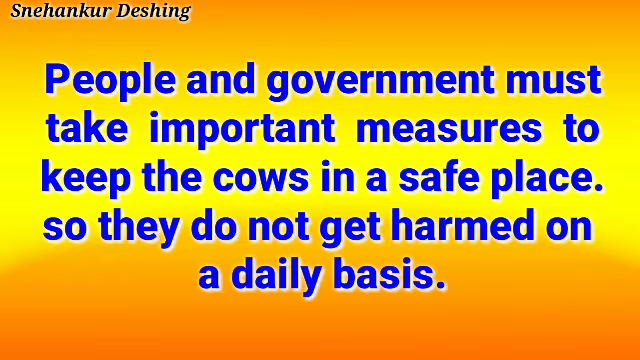 Snehankur Deshing
People and government must
take important measures to
keep the cows in a safe place.
so they do not get harmed on
a daily basis.